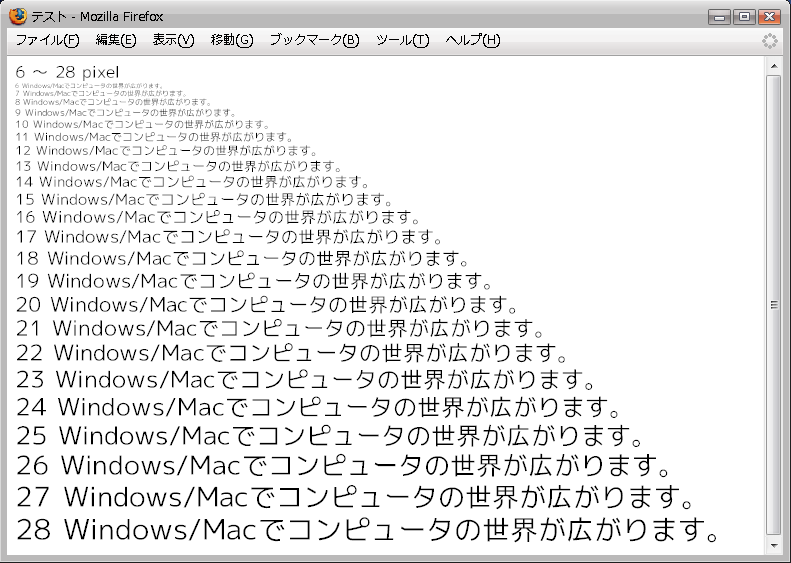 テスト - Mozilla Firefox
ファイル(F) 編集(E) 表示(V) 移動(G) ブックマーク(B) ツール(T) ヘルプ(H)
6 ～ 28 pixel
6 Windows/Macでコンピュータの世界が広がります。
7 Windows/Macでコンピュータの世界が広がります。
8 Windows/Macでコンピュータの世界が広がります。
9 Windows/Macでコンピュータの世界が広がります。
10 Windows/Macでコンピュータの世界が広がります。
11 Windows/Macでコンピュータの世界が広がります。
12 Windows/Macでコンピュータの世界が広がります。
13 Windows/Macでコンピュータの世界が広がります。
14 Windows/Macでコンピュータの世界が広がります。
15 Windows/Macでコンピュータの世界が広がります。
16 Windows/Macでコンピュータの世界が広がります。
17 Windows/Macでコンピュータの世界が広がります。
18 Windows/Macでコンピュータの世界が広がります。
19 Windows/Macでコンピュータの世界が広がります。
20 Windows/Macでコンピュータの世界が広がります。
21 Windows/Macでコンピュータの世界が広がります。
22 Windows/Macでコンピュータの世界が広がります。
23 Windows/Macでコンピュータの世界が広がります。
24 Windows/Macでコンピュータの世界が広がります。
25 Windows/Macでコンピュータの世界が広がります。
26 Windows/Macでコンピュータの世界が広がります。
27 Windows/Macでコンピュータの世界が広がります。
28 Windows/Macでコンピュータの世界が広がります。